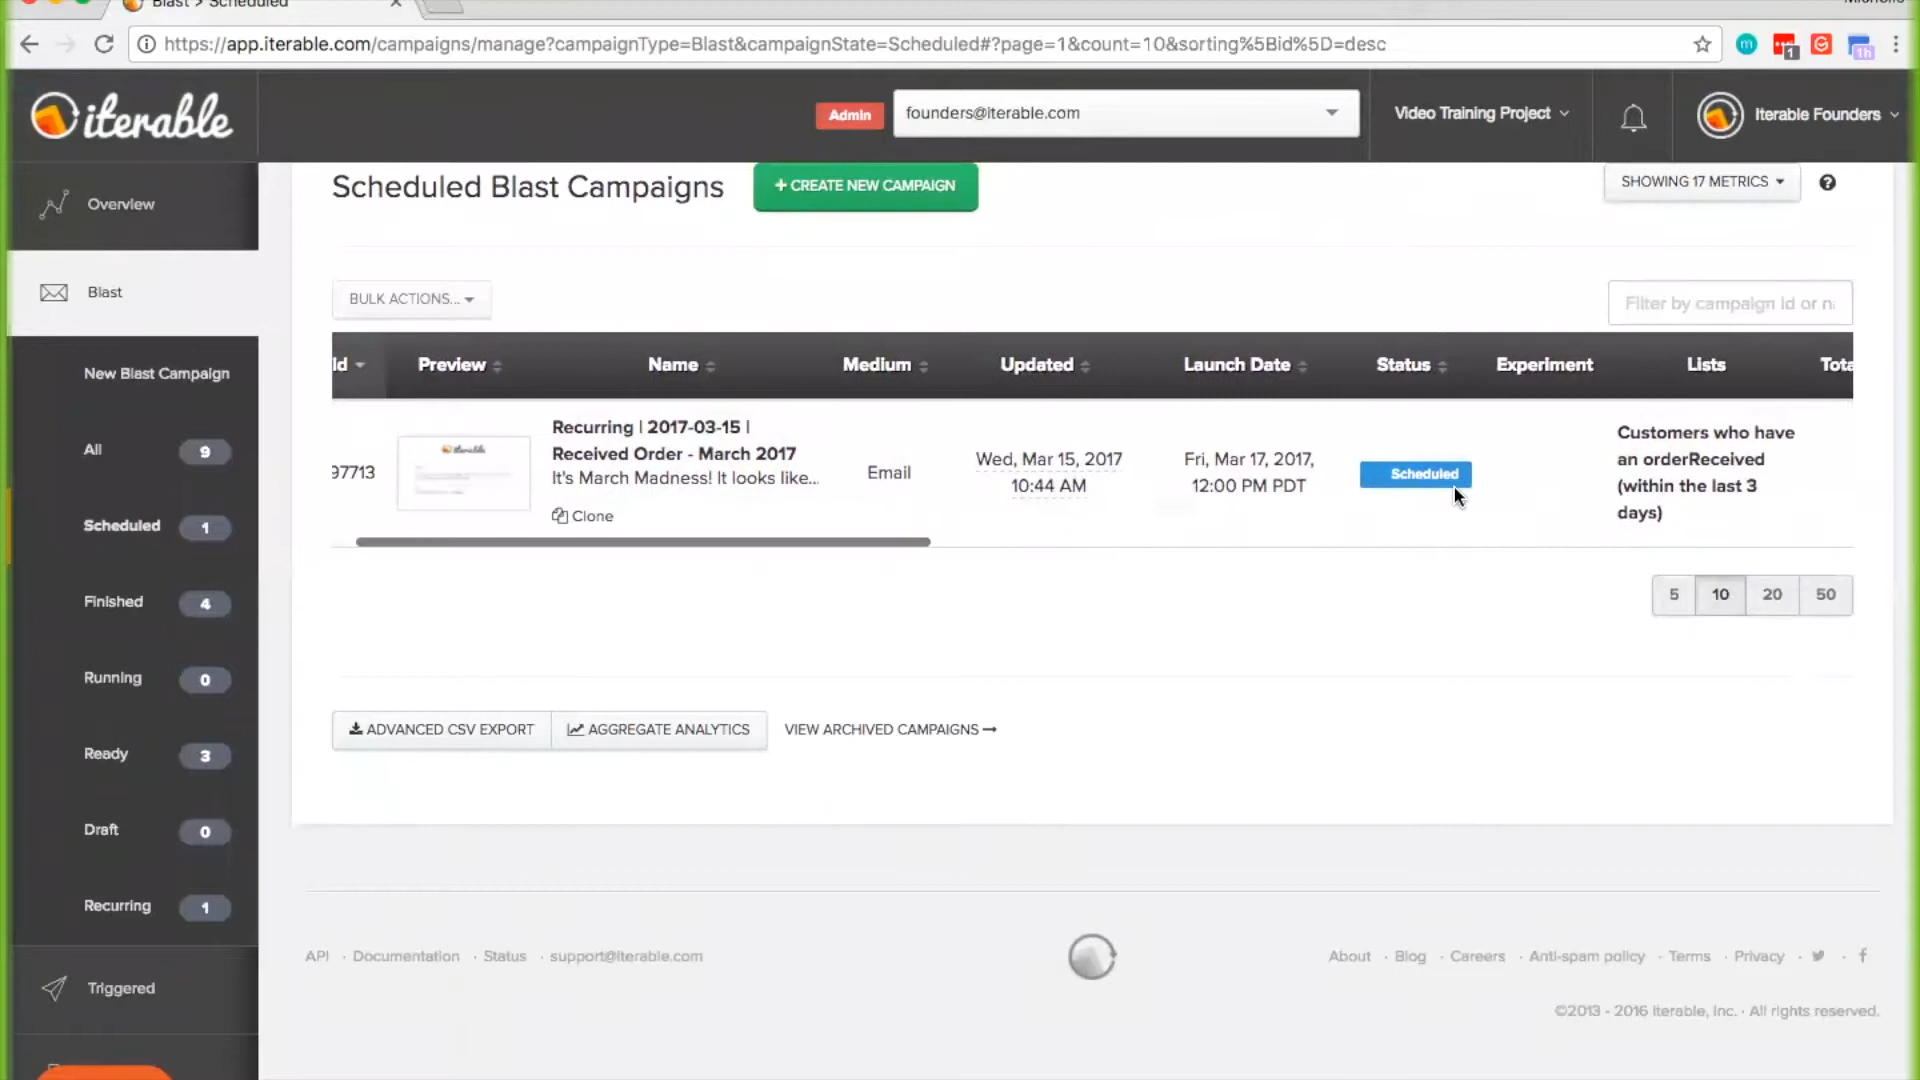 Blast > Scheduled
https://app.iterable.com/campaigns/manage?campaignType=Blast&campaignState=Scheduled#?page=1&count=10&sorting%5Bid%5D=desc
m
1
1h
iterable
Admin
founders@iterable.com
Video Training Project
Iterable Founders
Overview
Blast
New Blast Campaign
All 9
Scheduled 1
Finished 4
Running 0
Ready 3
Draft 0
Recurring 1
Triggered
Scheduled Blast Campaigns
+ CREATE NEW CAMPAIGN
SHOWING 17 METRICS
?
BULK ACTIONS...
Filter by campaign id or n
Id Preview Name Medium Updated Launch Date Status Experiment Lists Tota
97713
Recurring | 2017-03-15 |
Received Order - March 2017
It's March Madness! It looks like...
Clone
Email
Wed, Mar 15, 2017
10:44 AM
Fri, Mar 17, 2017,
12:00 PM PDT
Scheduled
Customers who have
an orderReceived
(within the last 3
days)
5 10 20 50
ADVANCED CSV EXPORT
AGGREGATE ANALYTICS
VIEW ARCHIVED CAMPAIGNS →
API · Documentation · Status · support@iterable.com
About · Blog · Careers · Anti-spam policy · Terms · Privacy
©2013 - 2016 Iterable, Inc. · All rights reserved.